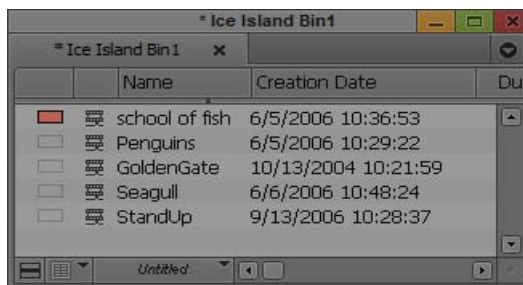 * Ice Island Bin1
* Ice Island Bin1 x
Name Creation Date Du
school of fish 6/5/2006 10:36:53
Penguins 6/5/2006 10:29:22
GoldenGate 10/13/2004 10:21:59
Seagull 6/6/2006 10:48:24
StandUp 9/13/2006 10:28:37
Untitled